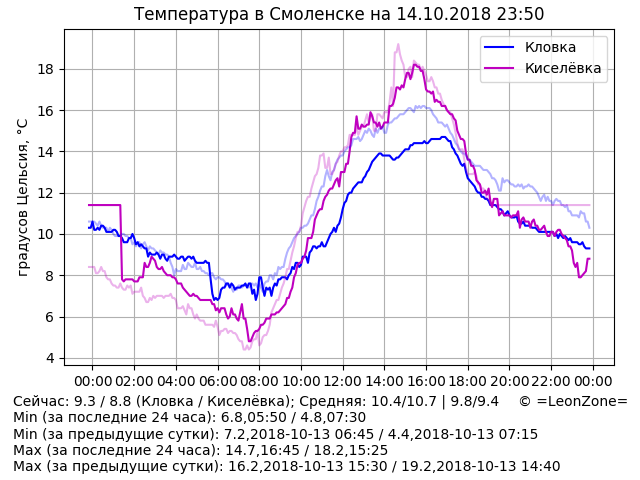 Температура в Смоленске на 14.10.2018 23:50
Кловка
Киселёвка
градусов Цельсия, °C
18
16
14
12
10
8
6
4
00:00 02:00 04:00 06:00 08:00 10:00 12:00 14:00 16:00 18:00 20:00 22:00 00:00
Сейчас: 9.3 / 8.8 (Кловка / Киселёвка); Средняя: 10.4/10.7 | 9.8/9.4 © =LeonZone=
Min (за последние 24 часа): 6.8,05:50 / 4.8,07:30
Min (за предыдущие сутки): 7.2,2018-10-13 06:45 / 4.4,2018-10-13 07:15
Max (за последние 24 часа): 14.7,16:45 / 18.2,15:25
Max (за предыдущие сутки): 16.2,2018-10-13 15:30 / 19.2,2018-10-13 14:40